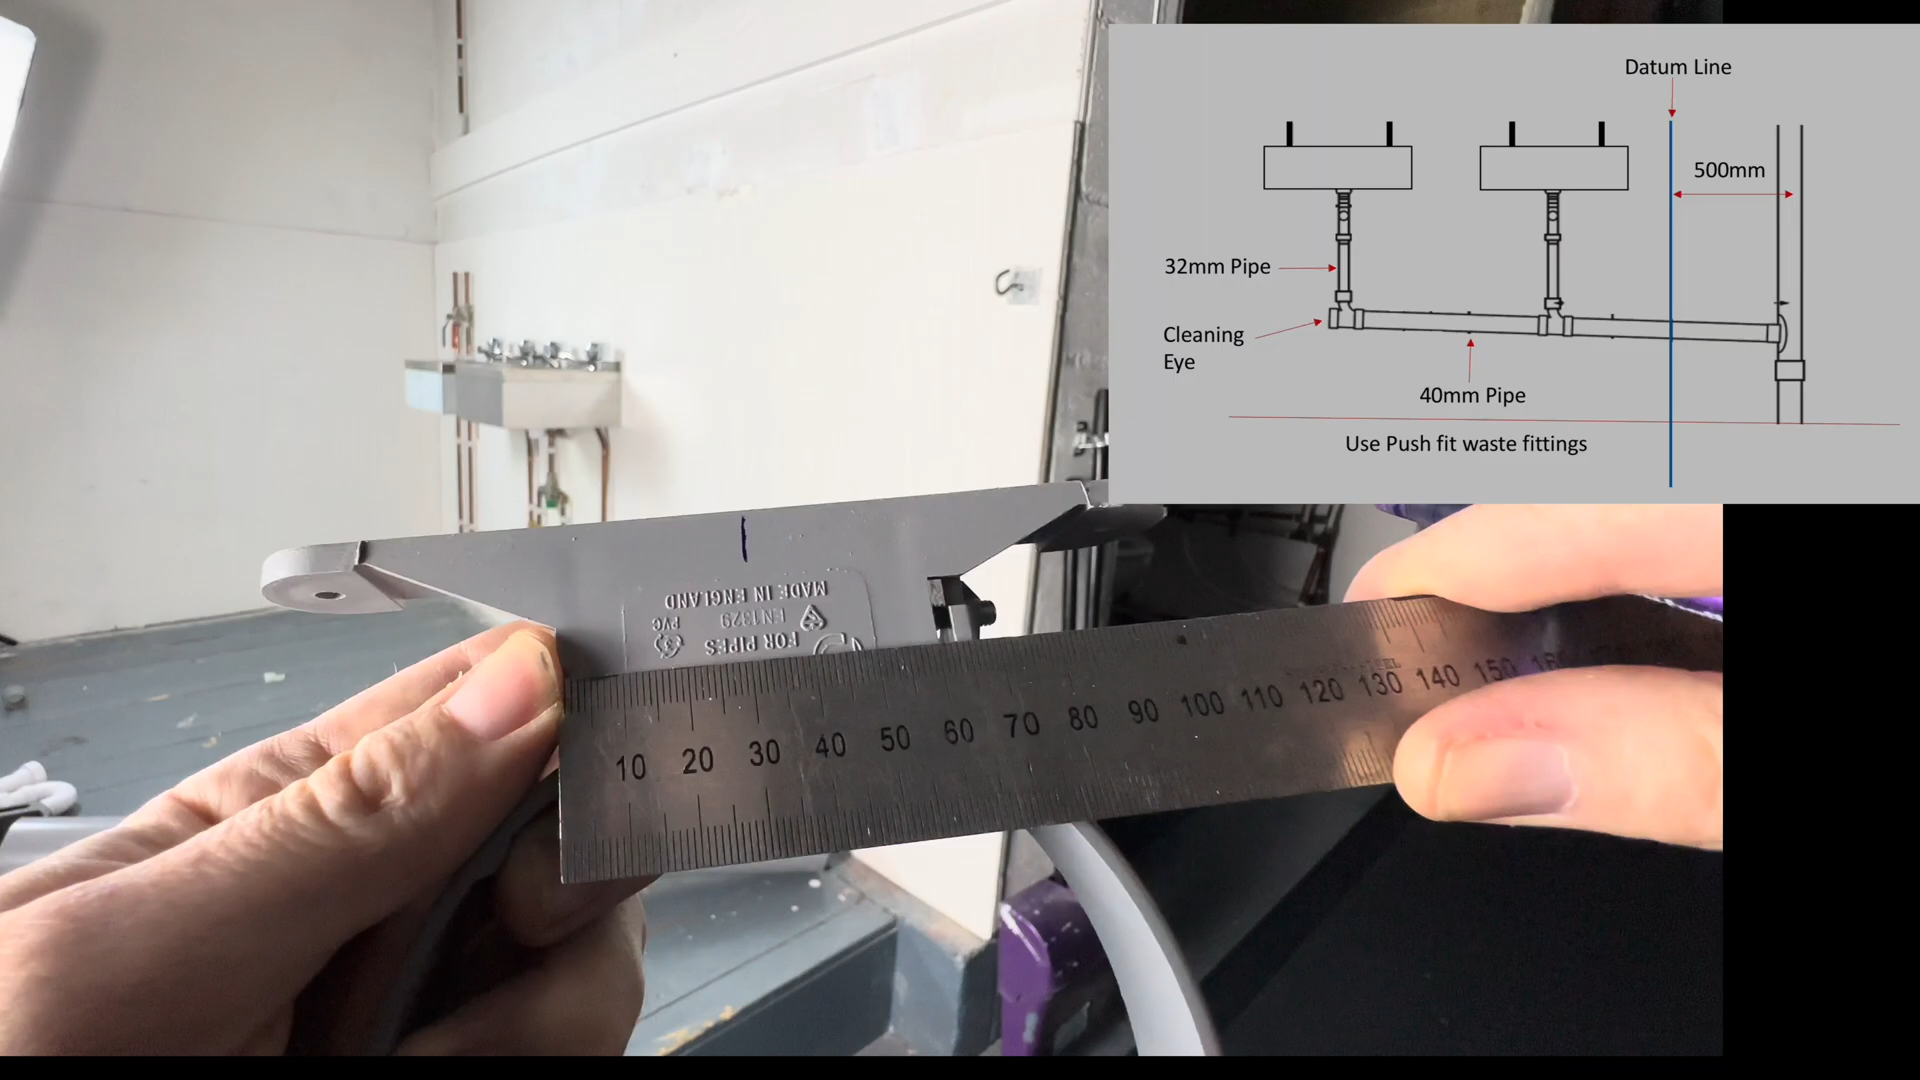 Datum Line
500mm
32mm Pipe
Cleaning
Eye
40mm Pipe
Use Push fit waste fittings
MADE IN ENGLAND
EN1329
PVC
FOR PIPES
10 20 30 40 50 60 70 80 90 100 110 120 130 140 150